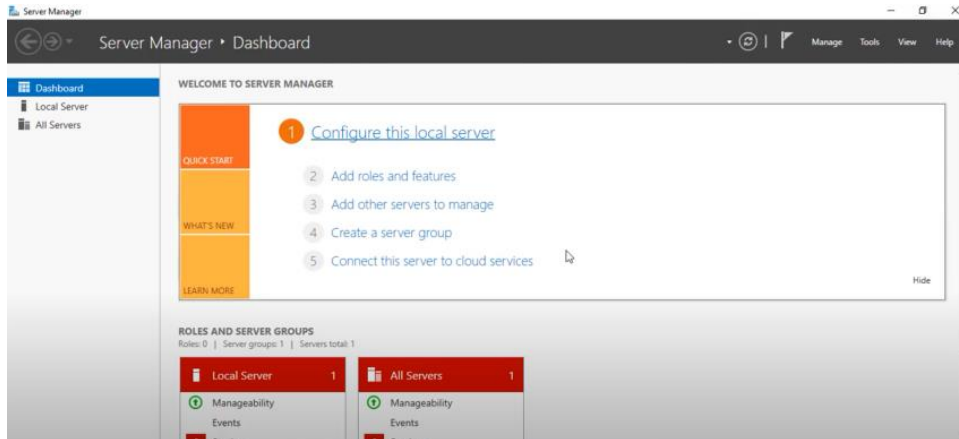 Server Manager
Server Manager • Dashboard
Manage Tools View Help
Dashboard
Local Server
All Servers
WELCOME TO SERVER MANAGER
QUICK START
WHAT'S NEW
LEARN MORE
1 Configure this local server
2 Add roles and features
3 Add other servers to manage
4 Create a server group
5 Connect this server to cloud services
Hide
ROLES AND SERVER GROUPS
Roles: 0 | Server groups: 1 | Servers total: 1
Local Server 1
Manageability
Events
All Servers 1
Manageability
Events